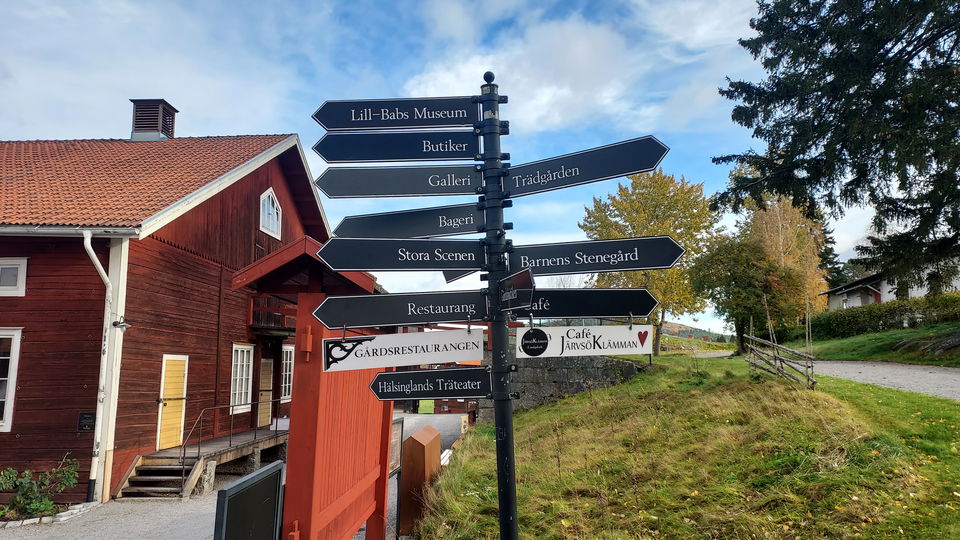 Lill-Babs Museum
Butiker
Galleri
Trädgården
Bageri
Stora Scenen
Barnens Stenegård
Restaurang
Café
GÅRDSRESTAURANGEN
Café
JÄRVSÖKLÄMMAN
Hälsinglands Träteater